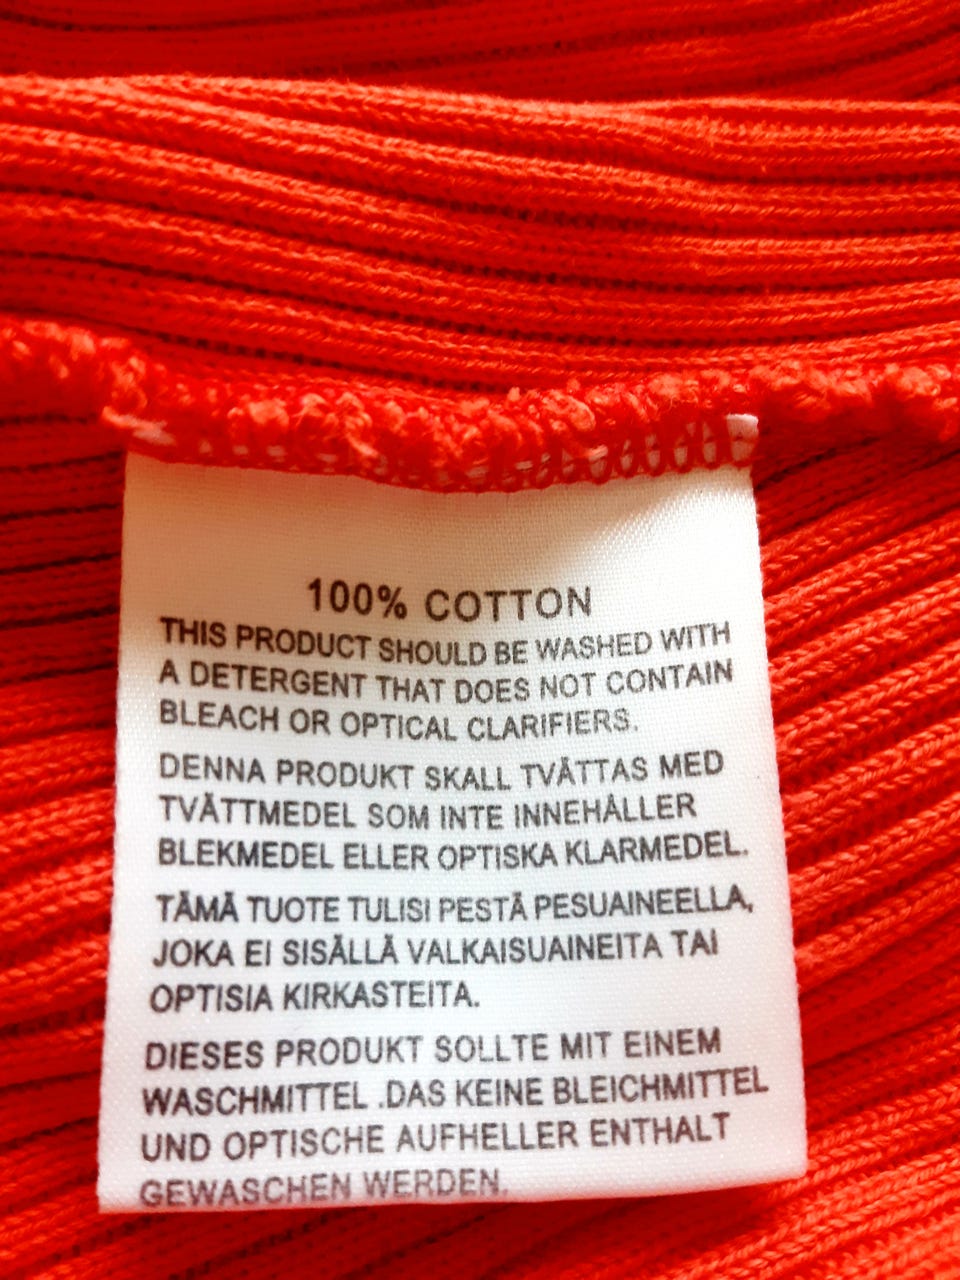 100% COTTON
THIS PRODUCT SHOULD BE WASHED WITH
A DETERGENT THAT DOES NOT CONTAIN
BLEACH OR OPTICAL CLARIFIERS.
DENNA PRODUKT SKALL TVÄTTAS MED
TVÄTTMEDEL SOM INTE INNEHÅLLER
BLEKMEDEL ELLER OPTISKA KLARMEDEL.
TÄMÄ TUOTE TULISI PESTÄ PESUAINEELLA,
JOKA EI SISÄLLÄ VALKAISUAINEITA TAI
OPTISIA KIRKASTEITA.
DIESES PRODUKT SOLLTE MIT EINEM
WASCHMITTEL .DAS KEINE BLEICHMITTEL
UND OPTISCHE AUFHELLER ENTHALT
GEWASCHEN WERDEN.